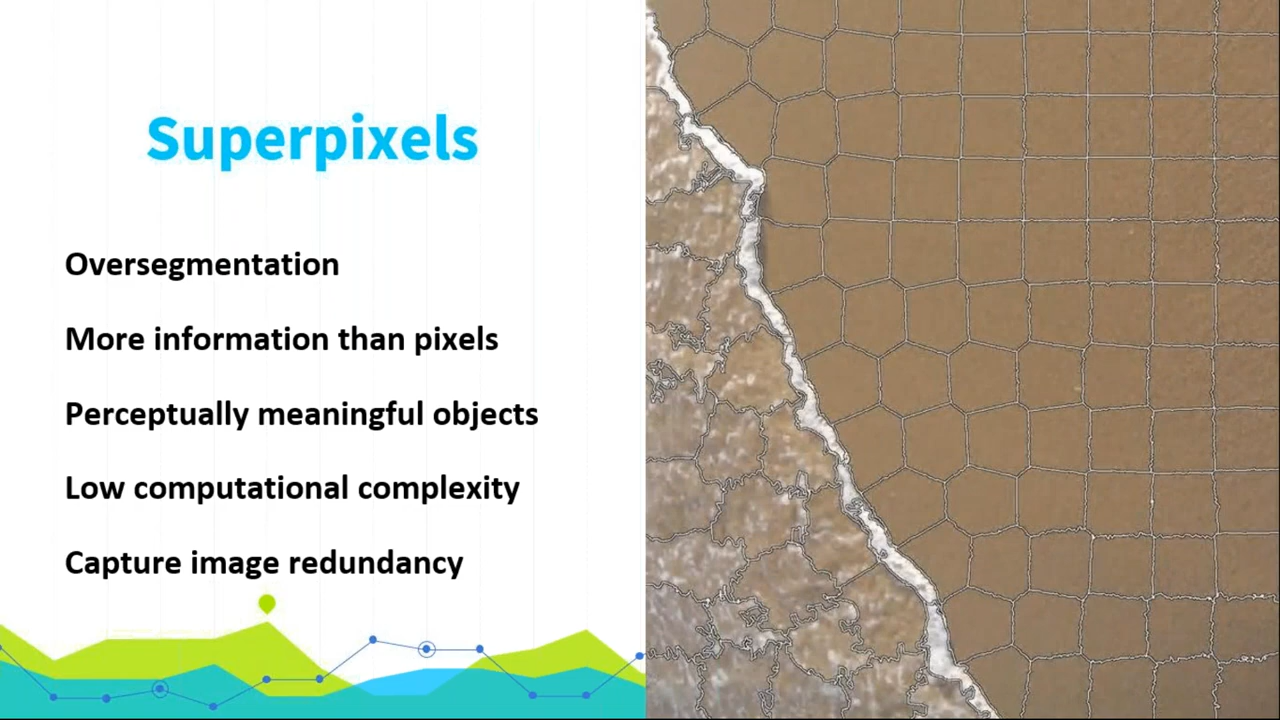 Superpixels
Oversegmentation
More information than pixels
Perceptually meaningful objects
Low computational complexity
Capture image redundancy